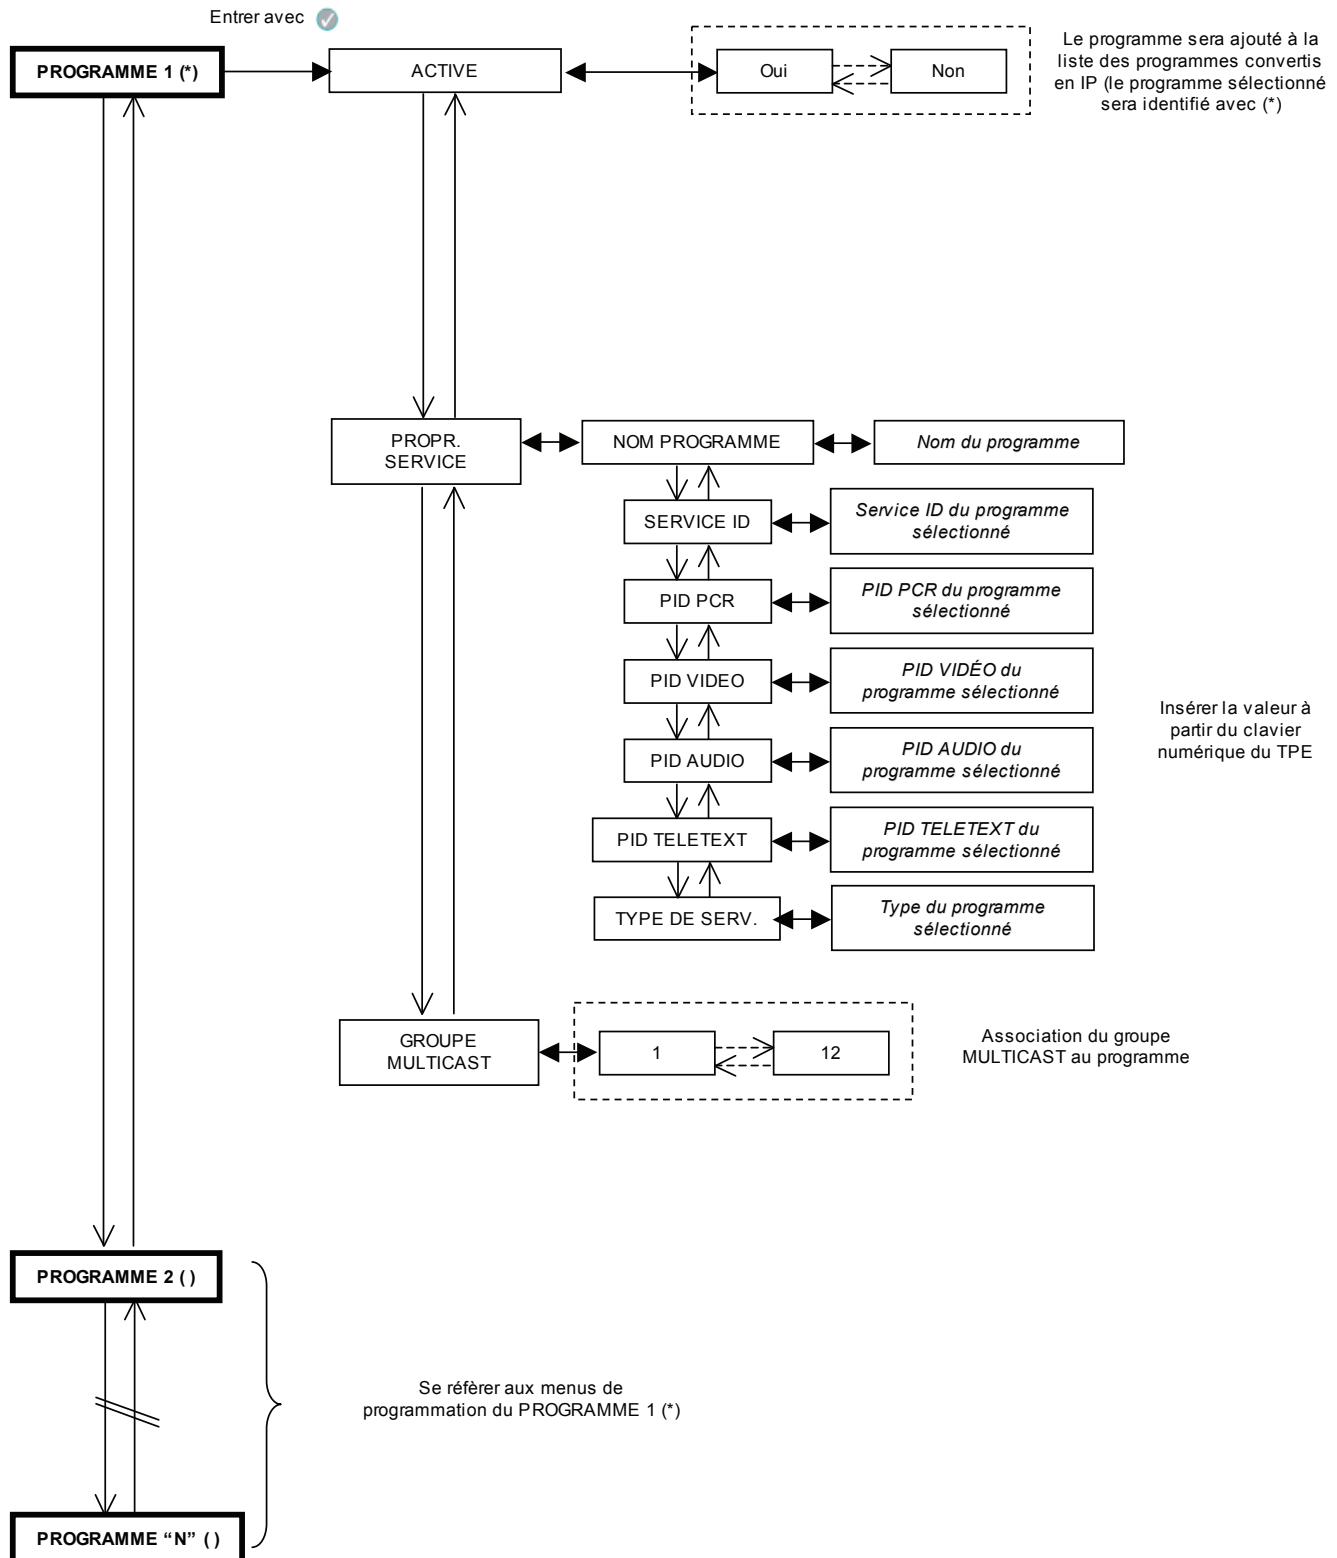 Entrer avec
PROGRAMME 1 (*)
ACTIVE
Oui
Non
Le programme sera ajouté à la
liste des programmes convertis
en IP (le programme sélectionné
sera identifié avec (*)
PROPR.
SERVICE
NOM PROGRAMME
Nom du programme
SERVICE ID
Service ID du programme
sélectionné
PID PCR
PID PCR du programme
sélectionné
PID VIDEO
PID VIDÉO du
programme sélectionné
PID AUDIO
PID AUDIO du
programme sélectionné
PID TELETEXT
PID TELETEXT du
programme sélectionné
TYPE DE SERV.
Type du programme
sélectionné
Insérer la valeur à
partir du clavier
numérique du TPE
GROUPE
MULTICAST
1
12
Association du groupe
MULTICAST au programme
PROGRAMME 2 ( )
Se réfèrer aux menus de
programmation du PROGRAMME 1 (*)
PROGRAMME “N” ( )